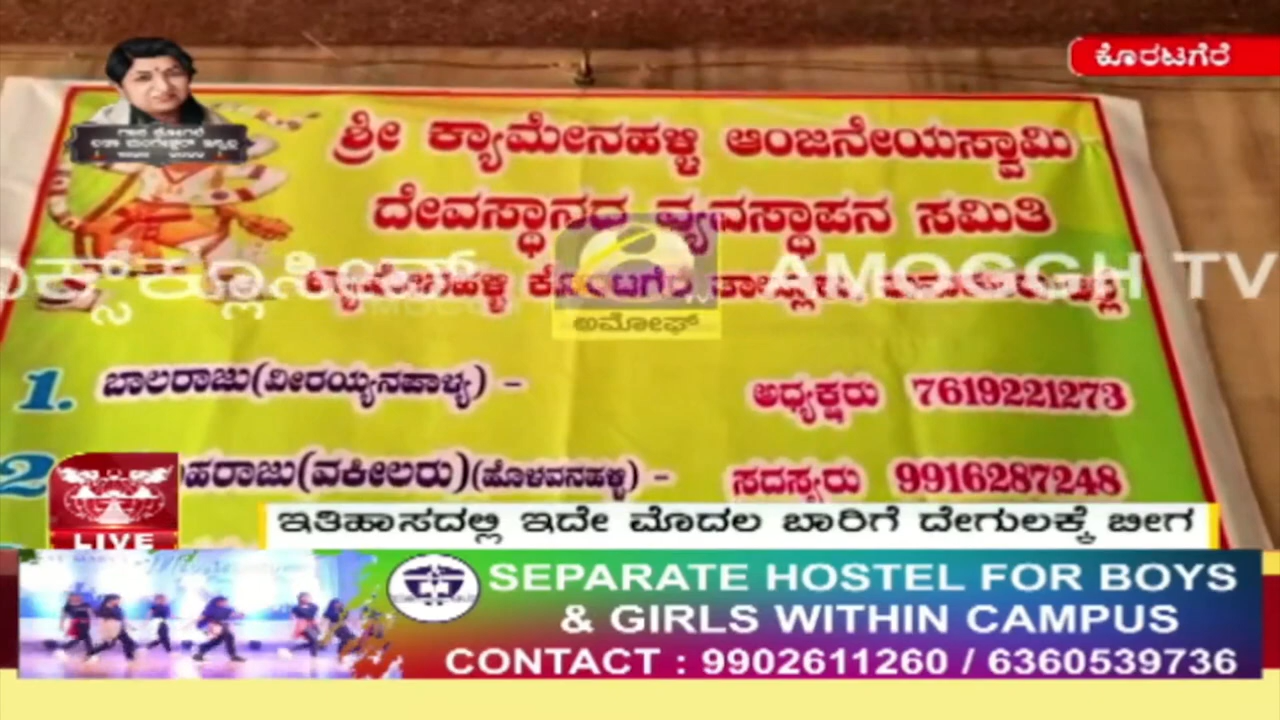 ಕೊರಟಗೆರೆ
ಶ್ರೀ ಕ್ಯಾಮೇನಹಳ್ಳಿ ಆಂಜನೇಯಸ್ವಾಮಿ
ದೇವಸ್ಥಾನದ ವ್ಯವಸ್ಥಾಪನ ಸಮಿತಿ
AMOGGH TV
ಅಮೋಘ್
1. ಬಾಲರಾಜು(ವೀರಯ್ಯನಪಾಳ್ಯ) – ಅಧ್ಯಕ್ಷರು 7619221273
2 ಹರಾಜು(ವಕೀಲರು)(ಹೊಳವನಹಳ್ಳಿ) – ಸದಸ್ಯರು 9916287248
LIVE
ಇತಿಹಾಸದಲ್ಲಿ ಇದೇ ಮೊದಲ ಬಾರಿಗೆ ದೇಗುಲಕ್ಕೆ ಬೀಗ
SEPARATE HOSTEL FOR BOYS
& GIRLS WITHIN CAMPUS
CONTACT : 9902611260 / 6360539736